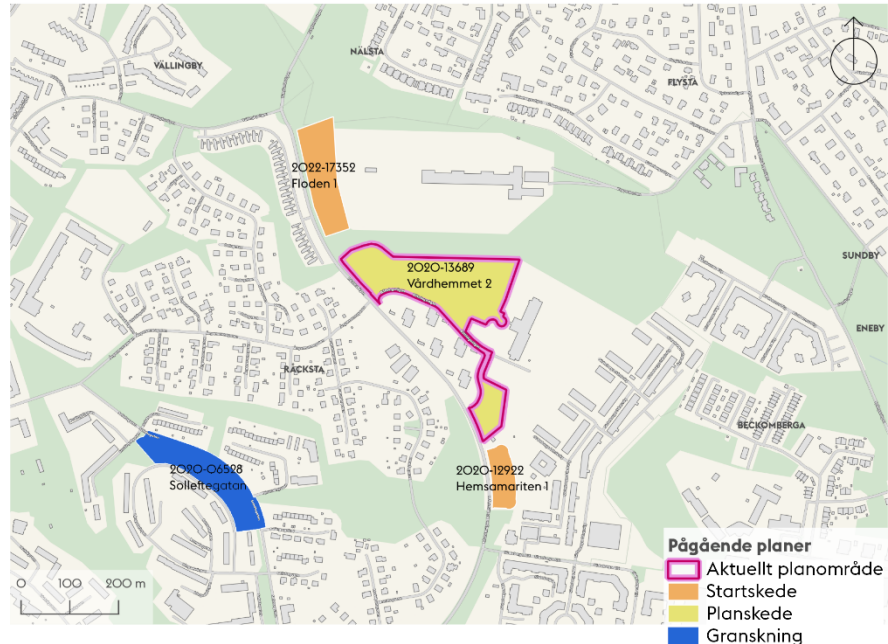 VÄLLINGBY
NÄLSTA
FLYSTA
2022-17352
Floden 1
2020-13689
Vårdhemmet 2
SUNDBY
ENEBY
RÅCKSTA
BECKOMBERGA
2020-06528
Solleftegatan
2020-12922
Hemsamariten 1
0 100 200 m
Pågående planer
Aktuellt planområde
Startskede
Planskede
Granskning